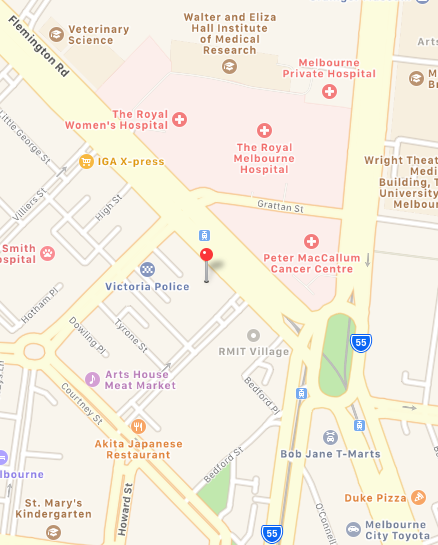 Veterinary
Science
Walter and Eliza
Hall Institute
of Medical
Research
Flemington Rd
Melbourne
Private Hospital
Arts
M
Br
The Royal
Women's Hospital
The Royal
Melbourne
Hospital
Little George St
IGA X-press
Wright Theat
Medi
Building, T
University
Melbour
Villiers St
High St
Grattan St
Smith
ospital
Peter MacCallum
Cancer Centre
Victoria Police
Hotham Pl
Dowling Pl
Tyrone St
RMIT Village
55
Arts House
Meat Market
Courtney St
Bedford Pl
Akita Japanese
Restaurant
Bob Jane T-Marts
Bedford St
lbourne
St. Mary's
Kindergarten
Howard St
O'Connell
Duke Pizza
55
Melbourne
City Toyota